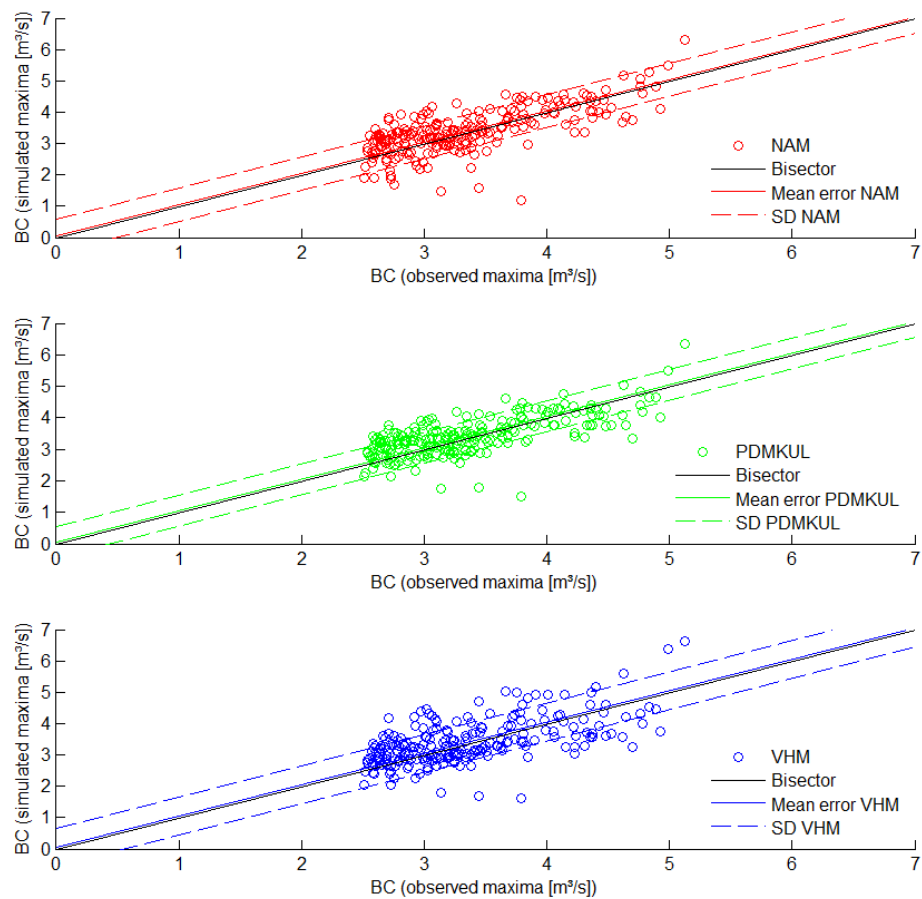 BC (simulated maxima [m³/s])
7
6
5
4
3
2
1
0
NAM
Bisector
Mean error NAM
SD NAM
0 1 2 3 4 5 6 7
BC (observed maxima [m³/s])
BC (simulated maxima [m³/s])
7
6
5
4
3
2
1
0
PDMKUL
Bisector
Mean error PDMKUL
SD PDMKUL
0 1 2 3 4 5 6 7
BC (observed maxima [m³/s])
BC (simulated maxima [m³/s])
7
6
5
4
3
2
1
0
VHM
Bisector
Mean error VHM
SD VHM
0 1 2 3 4 5 6 7
BC (observed maxima [m³/s])